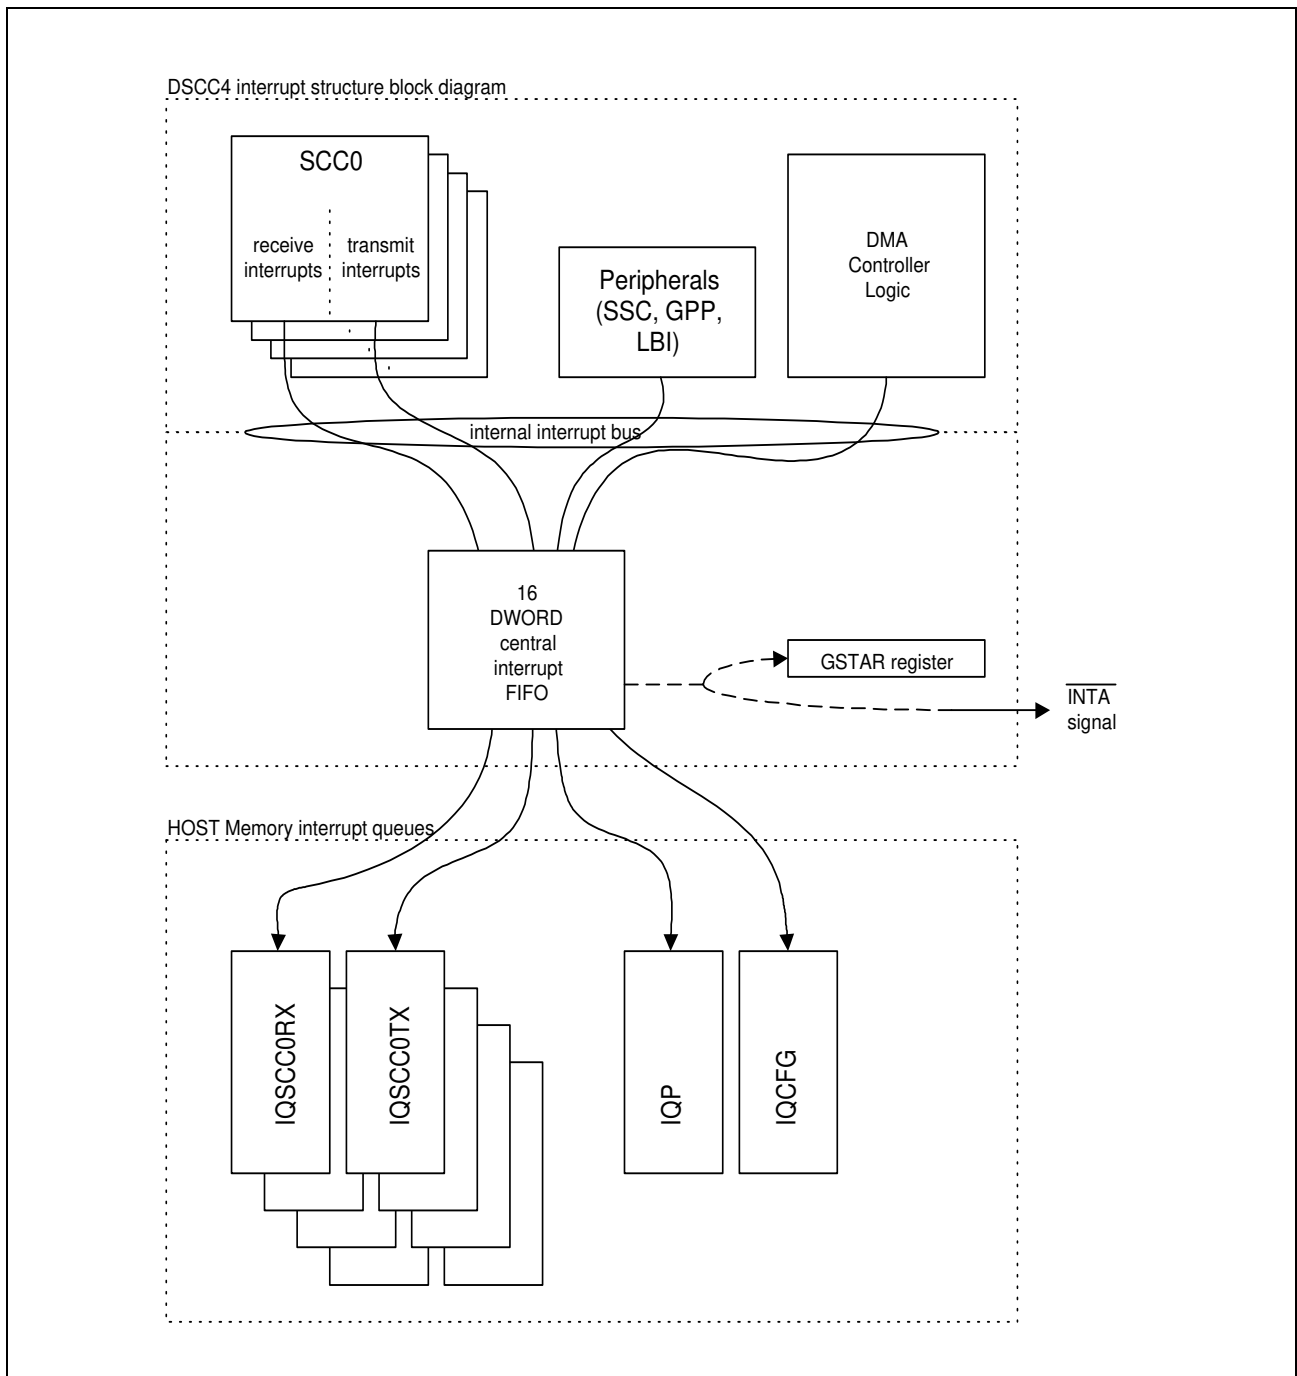 DSCC4 interrupt structure block diagram
SCC0
receive
interrupts
transmit
interrupts
Peripherals
(SSC, GPP,
LBI)
DMA
Controller
Logic
internal interrupt bus
16
DWORD
central
interrupt
FIFO
GSTAR register
INTA
signal
HOST Memory interrupt queues
IQSCC0RX
IQSCC0TX
IQP
IQCFG